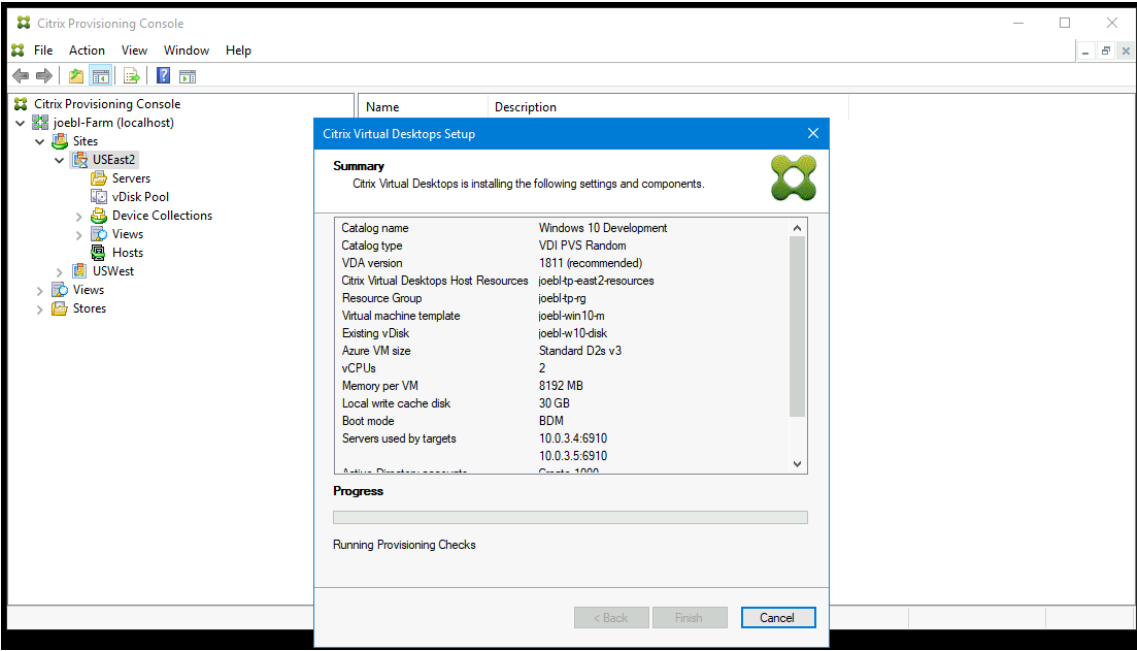 Citrix Provisioning Console
File Action View Window Help
Citrix Provisioning Console
joebl-Farm (localhost)
Sites
USEast2
Servers
vDisk Pool
Device Collections
Views
Hosts
USWest
Views
Stores
Name Description
Citrix Virtual Desktops Setup
Summary
Citrix Virtual Desktops is installing the following settings and components.
Catalog name Windows 10 Development
Catalog type VDI PVS Random
VDA version 1811 (recommended)
Citrix Virtual Desktops Host Resources joebl-tp-east2-resources
Resource Group joebl-tp-rg
Virtual machine template joebl-win10-m
Existing vDisk joebl-w10-disk
Azure VM size Standard D2s v3
vCPUs 2
Memory per VM 8192 MB
Local write cache disk 30 GB
Boot mode BDM
Servers used by targets 10.0.3.4:6910
10.0.3.5:6910
Active Directory accounts Create 1000
Progress
Running Provisioning Checks
< Back Finish Cancel